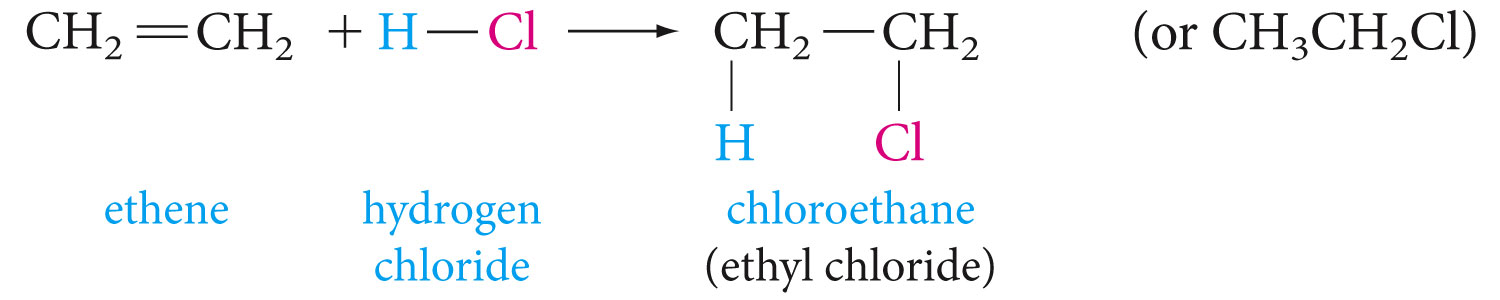 CH₂=CH₂ + H—Cl ⟶ CH₂—CH₂ (or CH₃CH₂Cl)
H Cl
ethene hydrogen chloroethane
chloride (ethyl chloride)